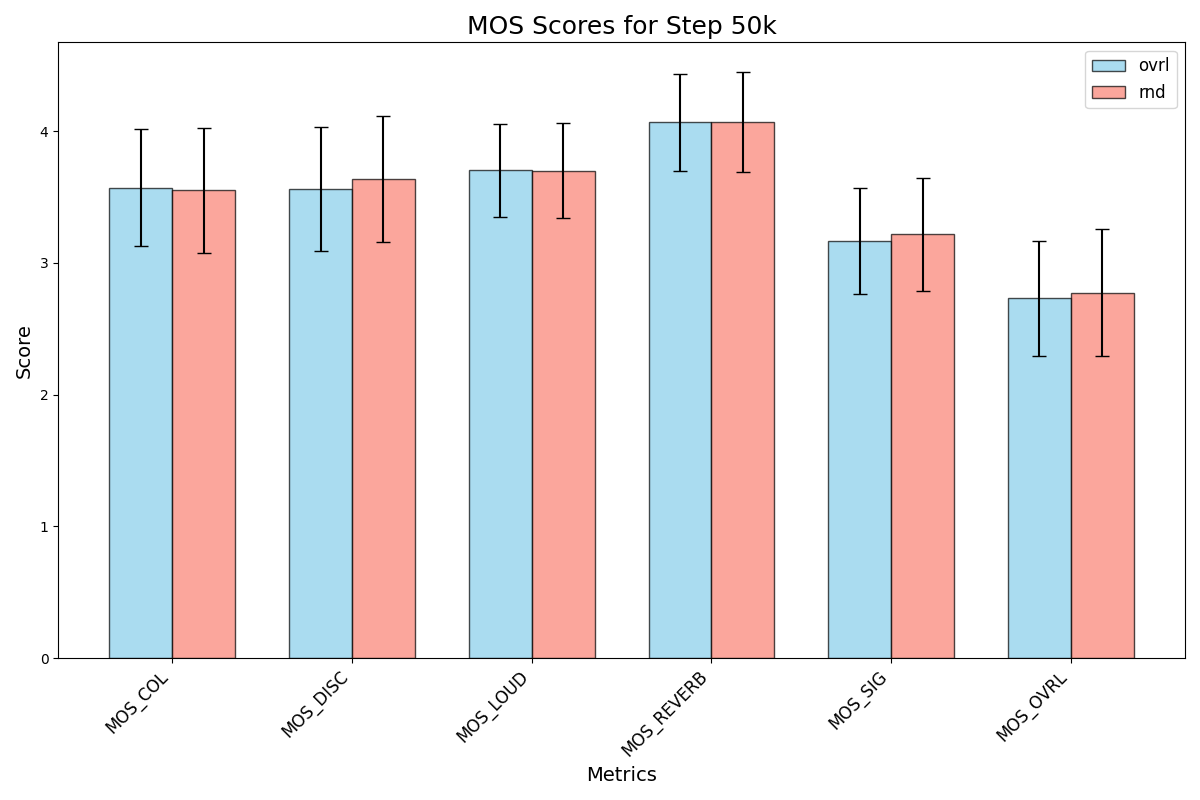 MOS Scores for Step 50k
ovrl
rnd
Score
4
3
2
1
0
MOS_COL
MOS_DISC
MOS_LOUD
MOS_REVERB
MOS_SIG
MOS_OVRL
Metrics